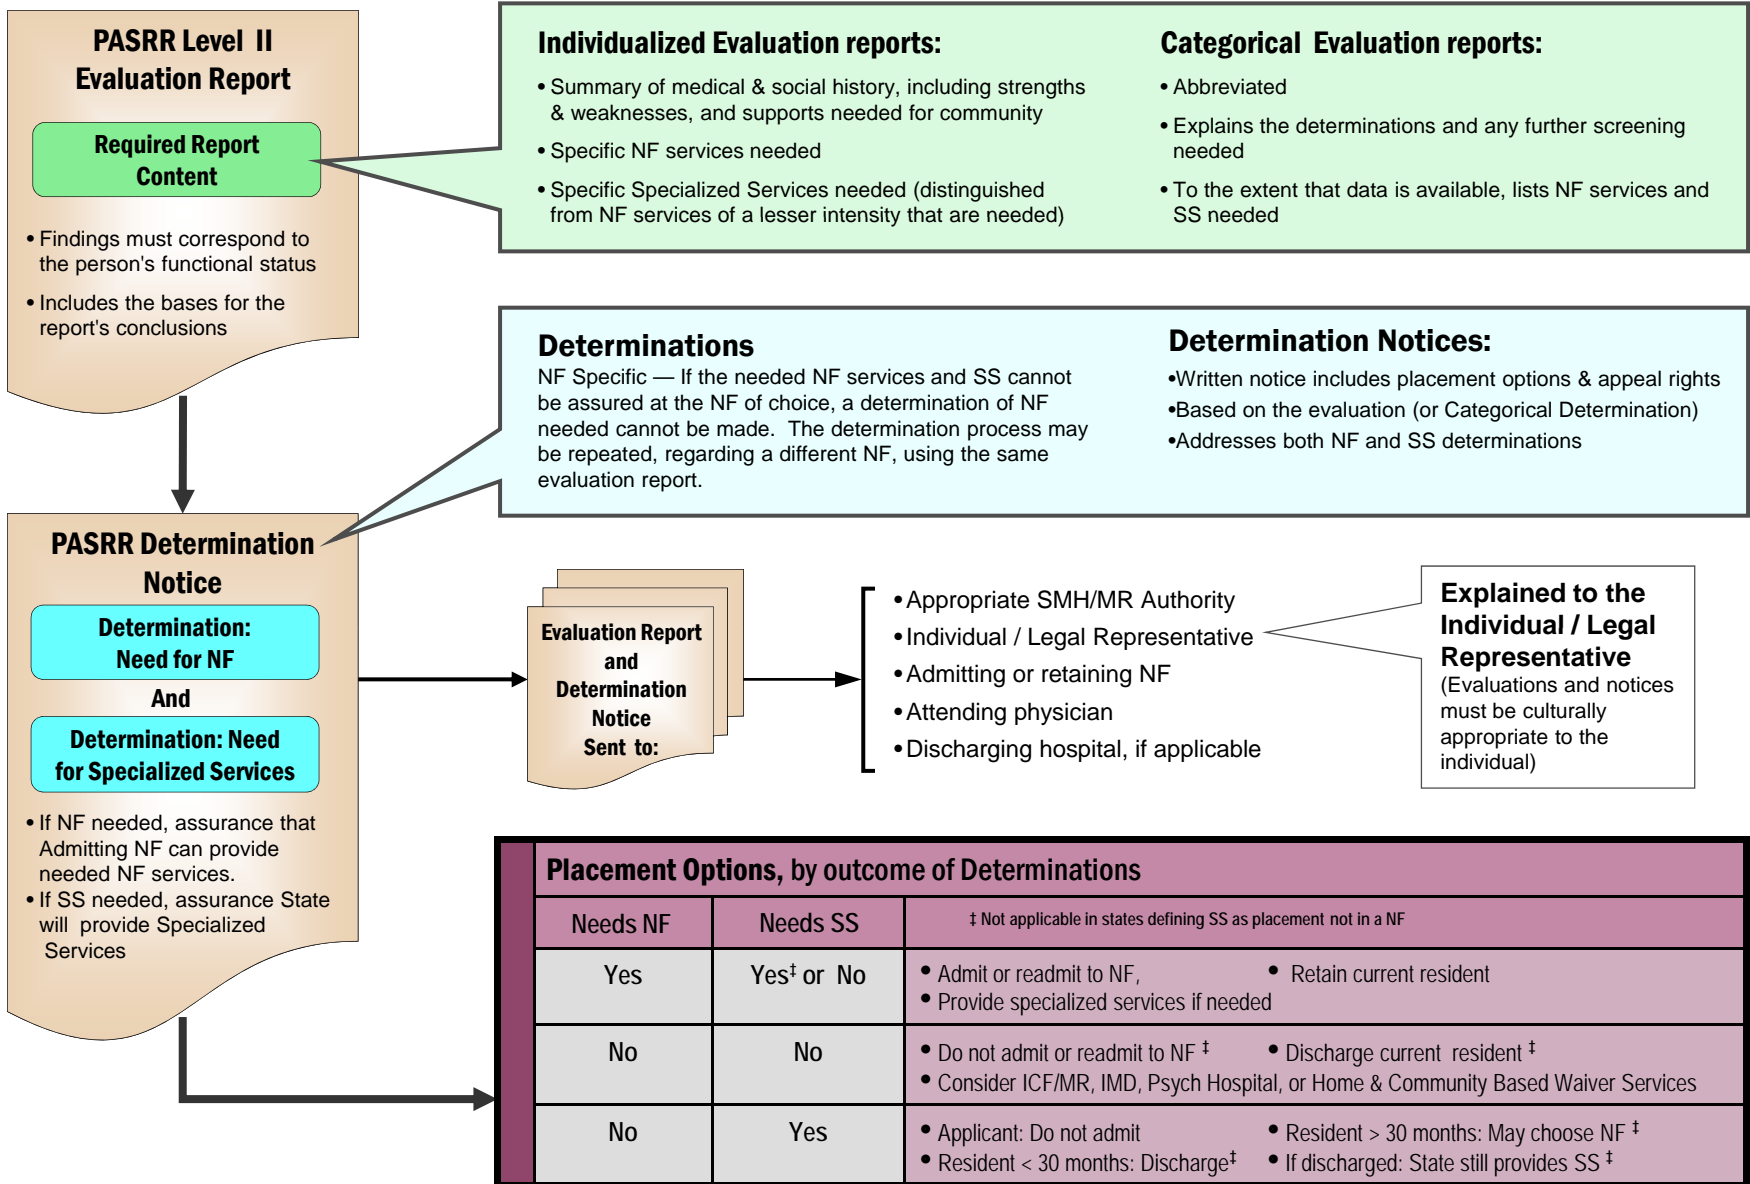 PASRR Level II
Evaluation Report
Required Report
Content
• Findings must correspond to
the person's functional status
• Includes the bases for the
report's conclusions
Individualized Evaluation reports:
• Summary of medical & social history, including strengths
& weaknesses, and supports needed for community
• Specific NF services needed
• Specific Specialized Services needed (distinguished
from NF services of a lesser intensity that are needed)
Categorical Evaluation reports:
• Abbreviated
• Explains the determinations and any further screening
needed
• To the extent that data is available, lists NF services and
SS needed
Determinations
NF Specific — If the needed NF services and SS cannot
be assured at the NF of choice, a determination of NF
needed cannot be made. The determination process may
be repeated, regarding a different NF, using the same
evaluation report.
Determination Notices:
•Written notice includes placement options & appeal rights
•Based on the evaluation (or Categorical Determination)
•Addresses both NF and SS determinations
PASRR Determination
Notice
Determination:
Need for NF
And
Determination: Need
for Specialized Services
• If NF needed, assurance that
Admitting NF can provide
needed NF services.
• If SS needed, assurance State
will provide Specialized
Services
Evaluation Report
and
Determination
Notice
Sent to:
• Appropriate SMH/MR Authority
• Individual / Legal Representative
• Admitting or retaining NF
• Attending physician
• Discharging hospital, if applicable
Explained to the
Individual / Legal
Representative
(Evaluations and notices
must be culturally
appropriate to the
individual)
Placement Options, by outcome of Determinations
Needs NF Needs SS ‡ Not applicable in states defining SS as placement not in a NF
Yes Yes‡ or No • Admit or readmit to NF, • Retain current resident
• Provide specialized services if needed
No No • Do not admit or readmit to NF ‡ • Discharge current resident ‡
• Consider ICF/MR, IMD, Psych Hospital, or Home & Community Based Waiver Services
No Yes • Applicant: Do not admit • Resident > 30 months: May choose NF ‡
• Resident < 30 months: Discharge‡ • If discharged: State still provides SS ‡